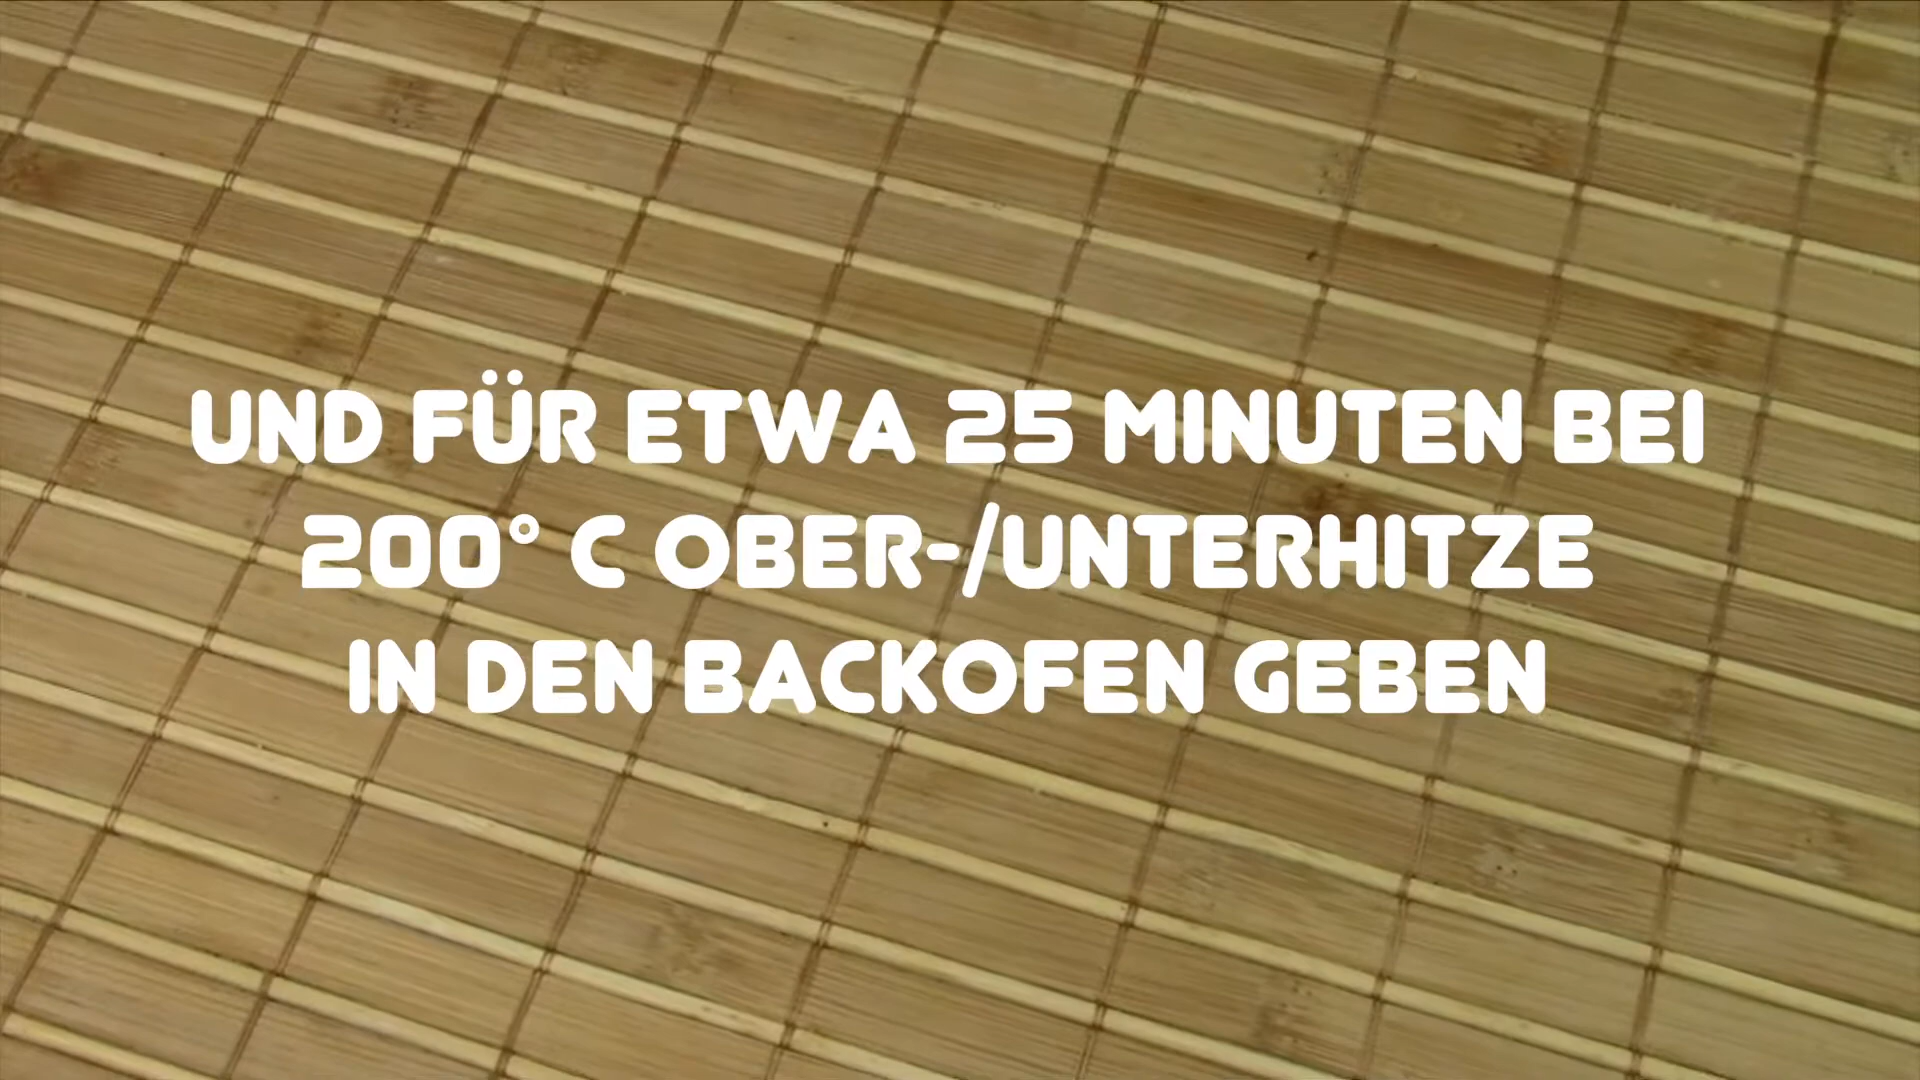 UND FÜR ETWA 25 MINUTEN BEI
200° C OBER-/UNTERHITZE
IN DEN BACKOFEN GEBEN